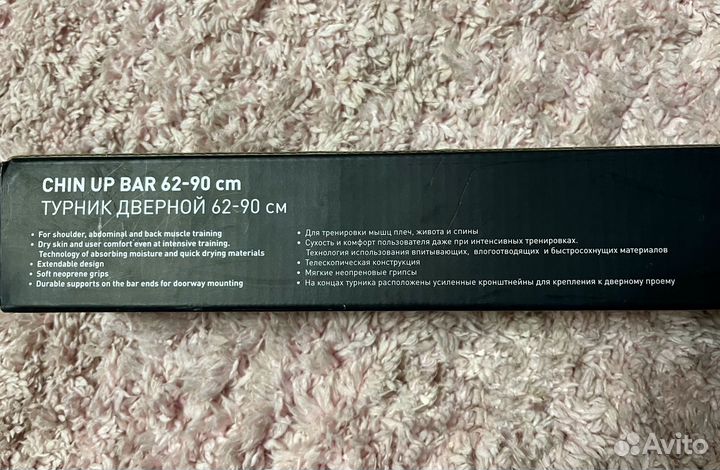 CHIN UP BAR 62-90 cm
ТУРНИК ДВЕРНОЙ 62-90 см
• For shoulder, abdominal and back muscle training
• Dry skin and user comfort even at intensive training.
Technology of absorbing moisture and quick drying materials
• Extendable design
• Soft neoprene grips
• Durable supports on the bar ends for doorway mounting
• Для тренировки мышц плеч, живота и спины
• Сухость и комфорт пользователя даже при интенсивных тренировках.
Технология использования впитывающих, влогоотводящих и быстросохнущих материалов
• Телескопическая конструкция
• Мягкие неопреновые грипсы
• На концах турника расположены усиленные кронштейны для крепления к дверному проему
Avito